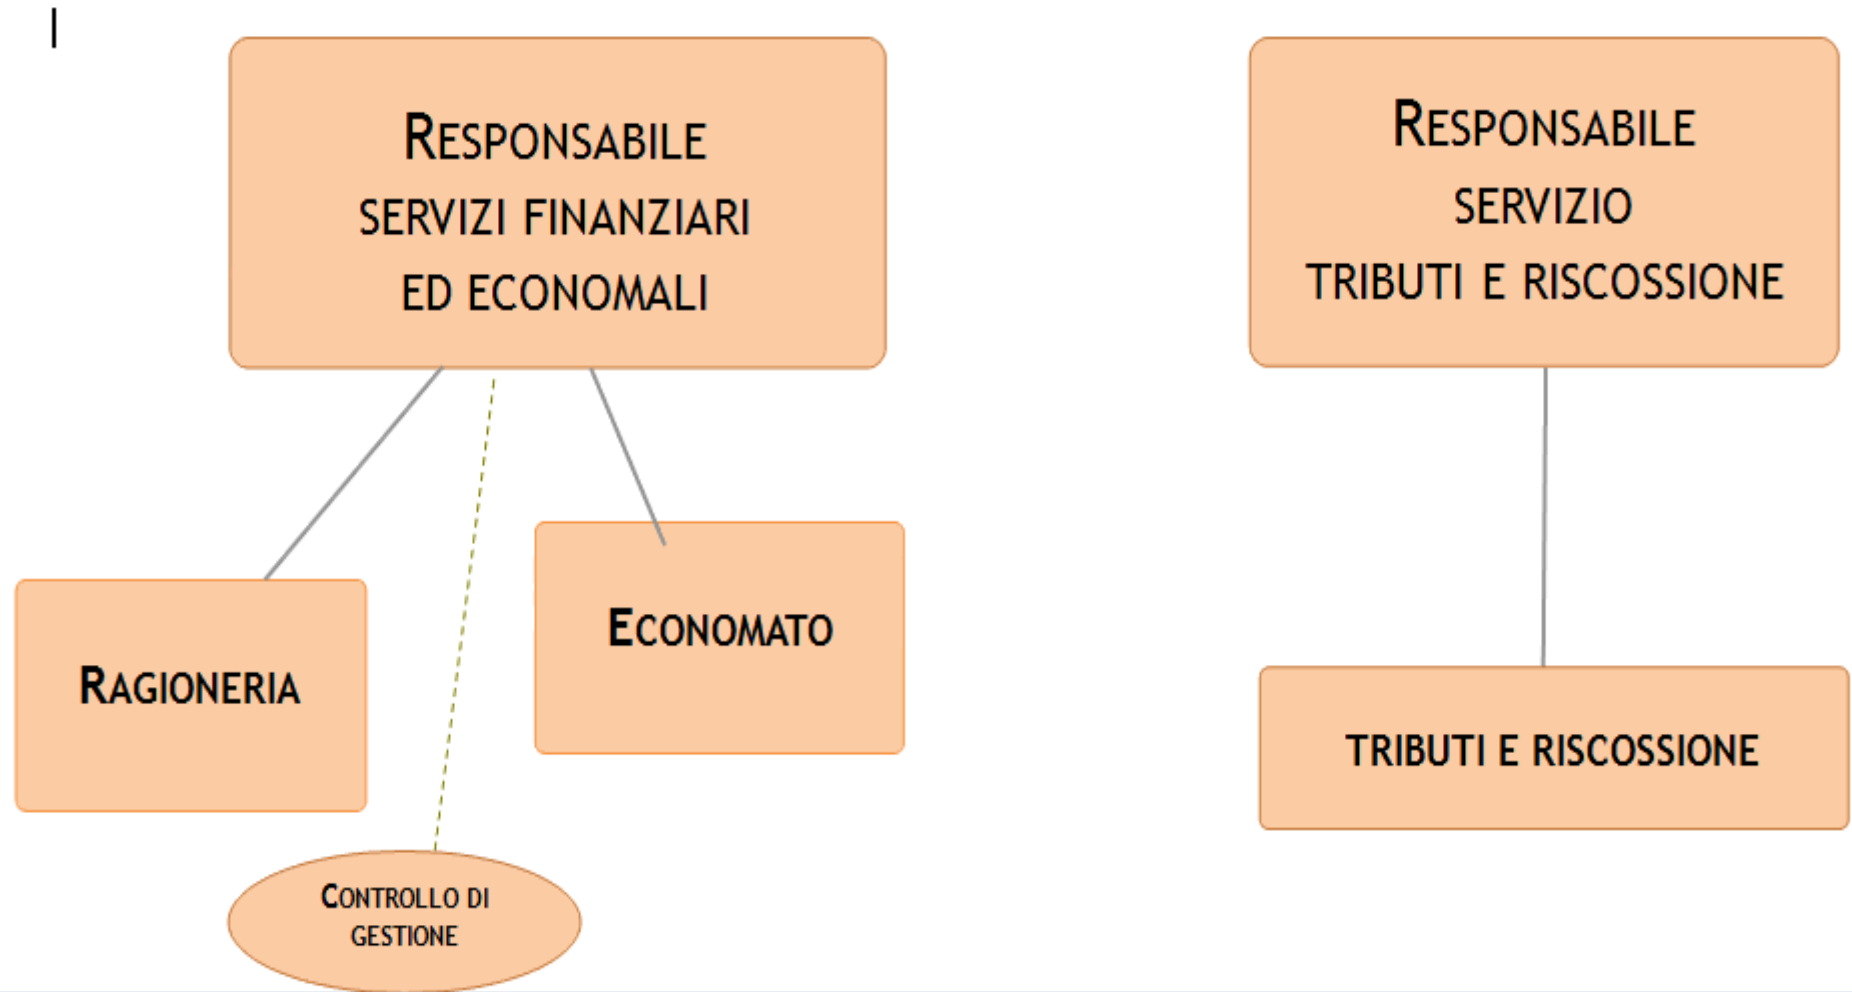 RESPONSABILE
SERVIZI FINANZIARI
ED ECONOMALI
RESPONSABILE
SERVIZIO
TRIBUTI E RISCOSSIONE
RAGIONERIA
ECONOMATO
TRIBUTI E RISCOSSIONE
CONTROLLO DI
GESTIONE